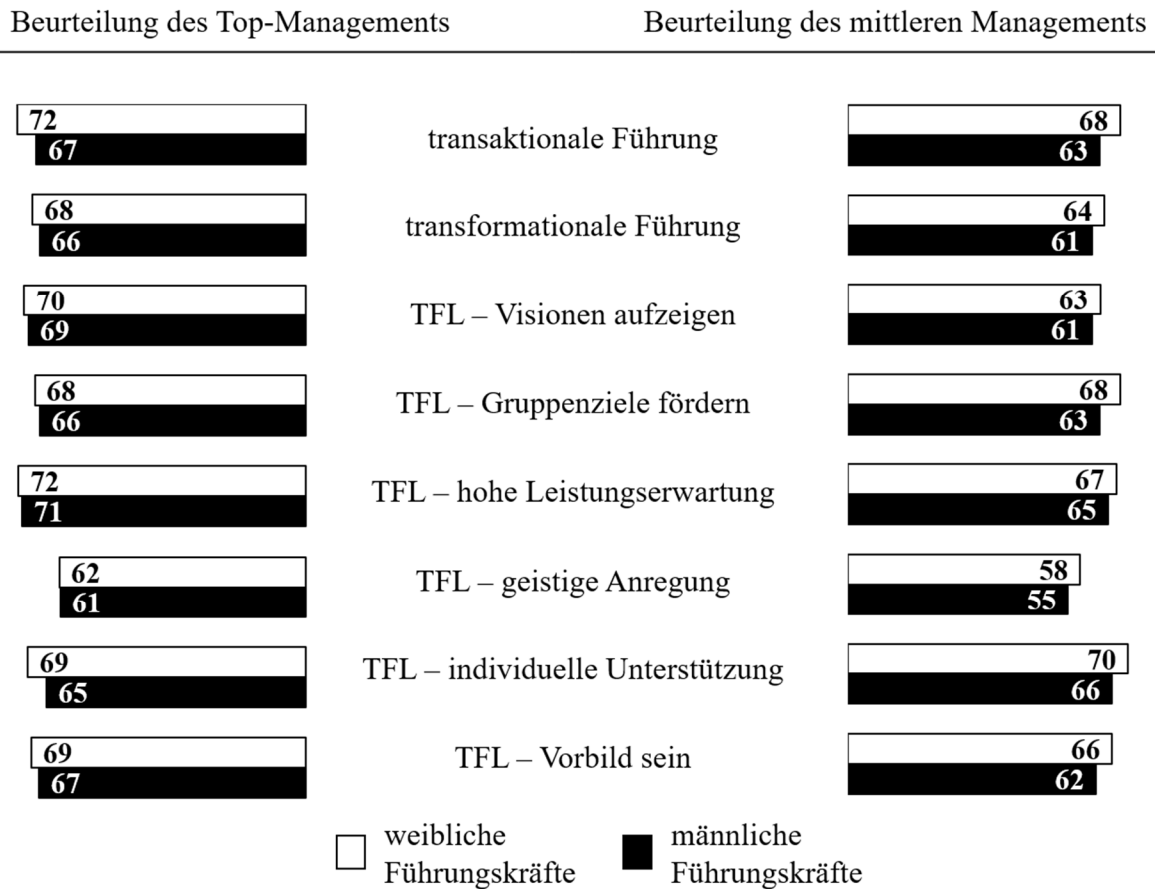 Beurteilung des Top-Managements
Beurteilung des mittleren Managements
72
67
transaktionale Führung
68
63
68
66
transformationale Führung
64
61
70
69
TFL – Visionen aufzeigen
63
61
68
66
TFL – Gruppenziele fördern
68
63
72
71
TFL – hohe Leistungserwartung
67
65
62
61
TFL – geistige Anregung
58
55
69
65
TFL – individuelle Unterstützung
70
66
69
67
TFL – Vorbild sein
66
62
weibliche
Führungskräfte
männliche
Führungskräfte